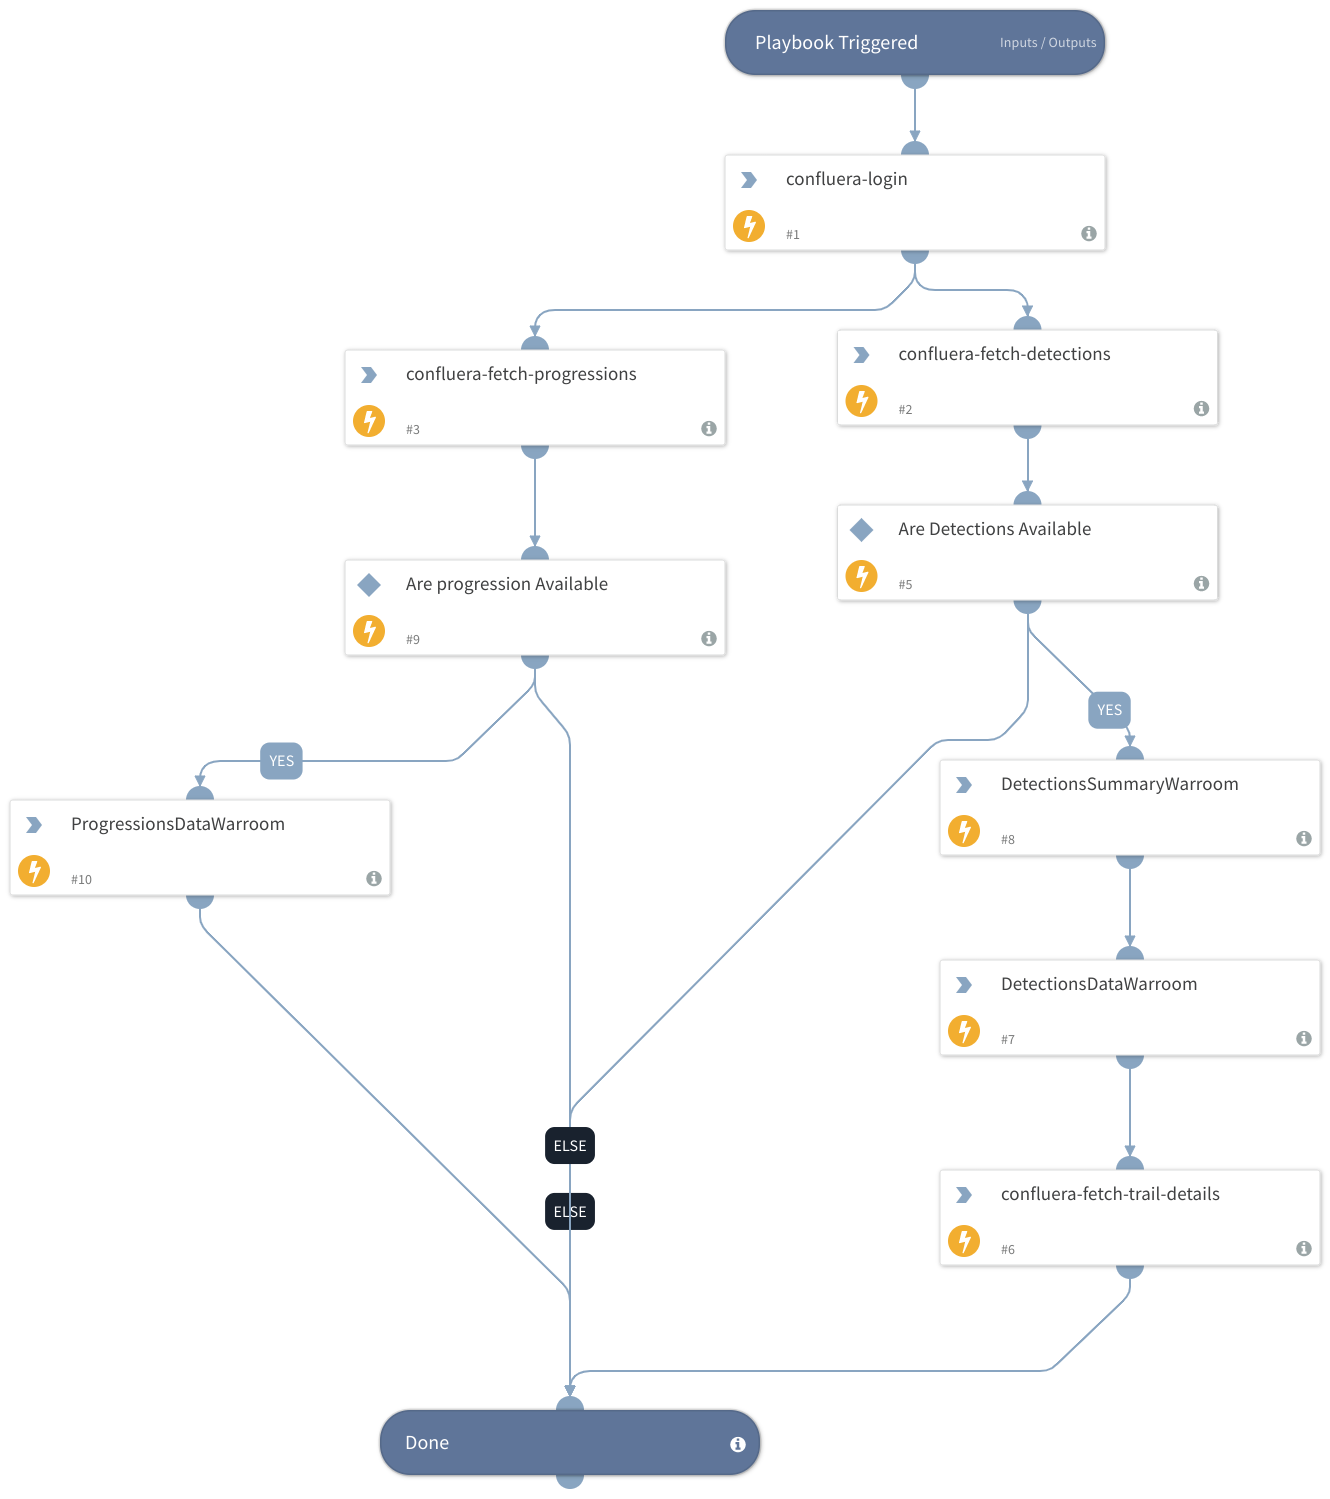 Playbook Triggered
Inputs / Outputs
confluera-login
#1
confluera-fetch-progressions
#3
confluera-fetch-detections
#2
Are Detections Available
#5
Are progression Available
#9
YES
YES
DetectionsSummaryWarroom
#8
ProgressionsDataWarroom
#10
DetectionsDataWarroom
#7
ELSE
ELSE
confluera-fetch-trail-details
#6
Done